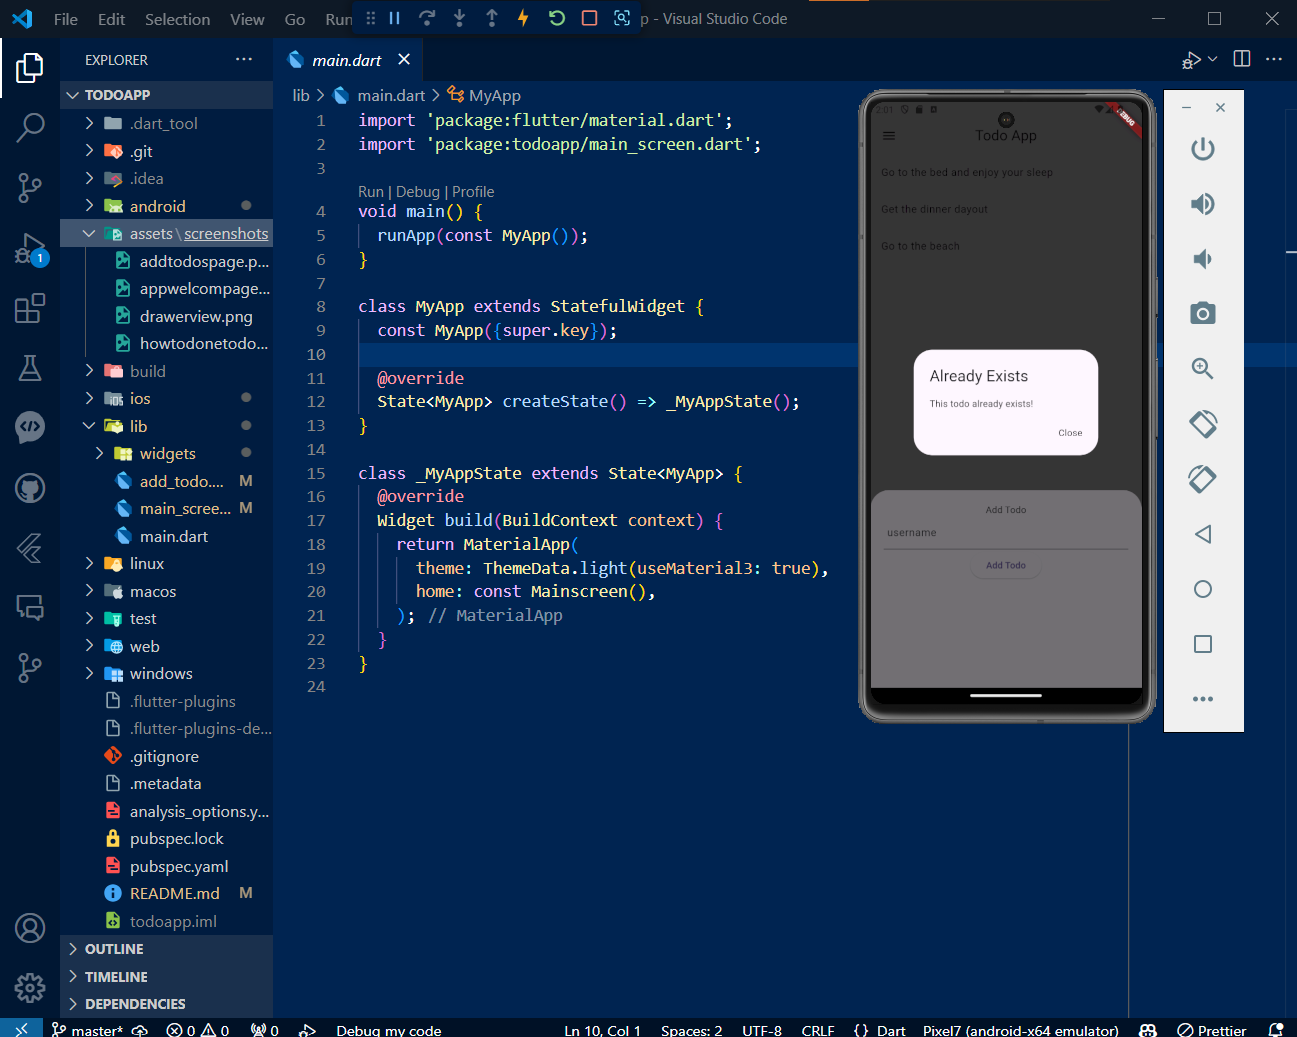 File Edit Selection View Go Run p - Visual Studio Code
EXPLORER
TODOAPP
.dart_tool
.git
.idea
android
assets\screenshots
addtodospage.p...
appwelcompage...
drawerview.png
howtodonetodo...
build
ios
lib
widgets
add_todo.... M
main_scree... M
main.dart
linux
macos
test
web
windows
.flutter-plugins
.flutter-plugins-de...
.gitignore
.metadata
analysis_options.y...
pubspec.lock
pubspec.yaml
README.md M
todoapp.iml
OUTLINE
TIMELINE
DEPENDENCIES
1
main.dart
lib > main.dart > MyApp
1 import 'package:flutter/material.dart';
2 import 'package:todoapp/main_screen.dart';
3
Run | Debug | Profile
4 void main() {
5 runApp(const MyApp());
6 }
7
8 class MyApp extends StatefulWidget {
9 const MyApp({super.key});
10
11 @override
12 State<MyApp> createState() => _MyAppState();
13 }
14
15 class _MyAppState extends State<MyApp> {
16 @override
17 Widget build(BuildContext context) {
18 return MaterialApp(
19 theme: ThemeData.light(useMaterial3: true),
20 home: const Mainscreen(),
21 ); // MaterialApp
22 }
23 }
24
DEBUG
Todo App
Go to the bed and enjoy your sleep
Get the dinner dayout
Go to the beach
Already Exists
This todo already exists!
Close
Add Todo
username
Add Todo
master* 0 0 0 Debug my code Ln 10, Col 1 Spaces: 2 UTF-8 CRLF {} Dart Pixel7 (android-x64 emulator) Prettier